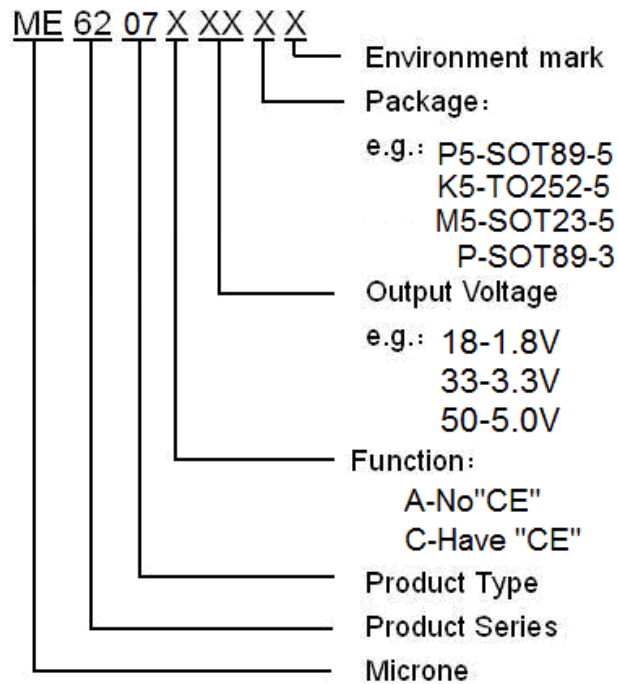 ME 62 07 X XX X X
Environment mark
Package:
e.g.: P5-SOT89-5
K5-TO252-5
M5-SOT23-5
P-SOT89-3
Output Voltage
e.g.: 18-1.8V
33-3.3V
50-5.0V
Function:
A-No"CE"
C-Have "CE"
Product Type
Product Series
Microne